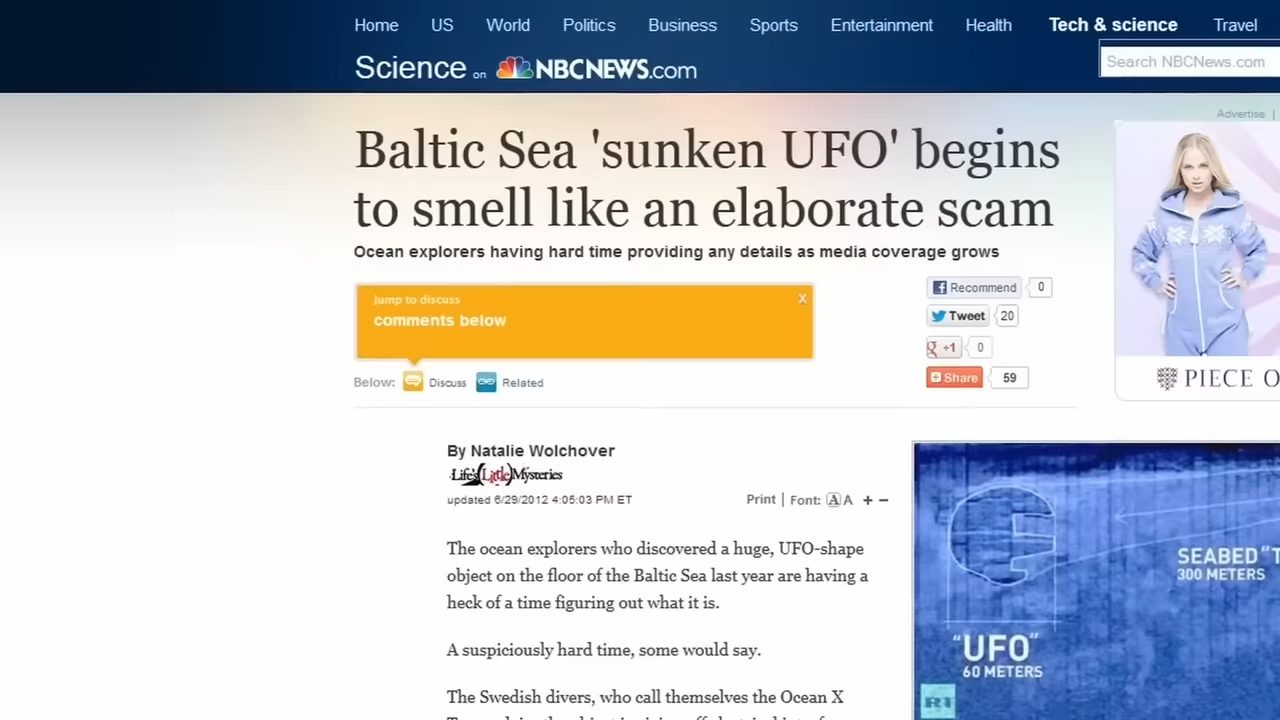 Home US World Politics Business Sports Entertainment Health Tech & science Travel
Science on NBCNEWS.com
Search NBCNews.com
Advertise |
Baltic Sea 'sunken UFO' begins
to smell like an elaborate scam
Ocean explorers having hard time providing any details as media coverage grows
Jump to discuss
comments below
X
Recommend 0
Tweet 20
g +1 0
Share 59
Below: Discuss Related
PIECE O
By Natalie Wolchover
Life's Little Mysteries
updated 6/29/2012 4:05:03 PM ET
Print | Font: A A + −
The ocean explorers who discovered a huge, UFO-shape
object on the floor of the Baltic Sea last year are having a
heck of a time figuring out what it is.
A suspiciously hard time, some would say.
The Swedish divers, who call themselves the Ocean X
SEABED "T
300 METERS
"UFO"
60 METERS
RT